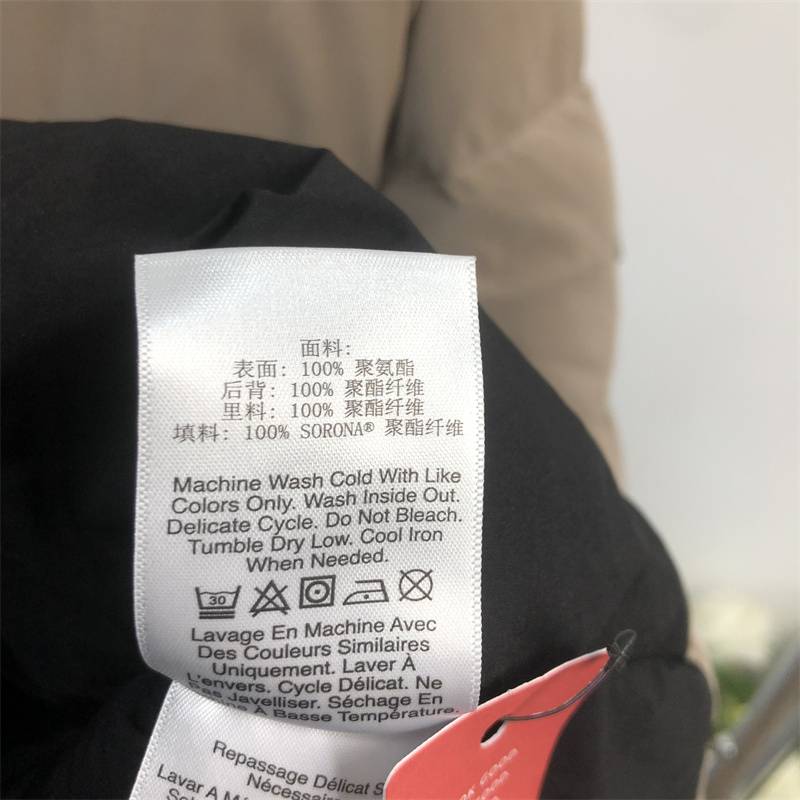 面料:
表面: 100% 聚氨酯
后背: 100% 聚酯纤维
里料: 100% 聚酯纤维
填料: 100% SORONA® 聚酯纤维
Machine Wash Cold With Like
Colors Only. Wash Inside Out.
Delicate Cycle. Do Not Bleach.
Tumble Dry Low. Cool Iron
When Needed.
30
Lavage En Machine Avec
Des Couleurs Similaires
Uniquement. Laver À
L'envers. Cycle Délicat. Ne
Pas Javelliser. Séchage En
À Basse Température.
Repassage Délicat S
Nécessaire
Lavar A M
GOOD